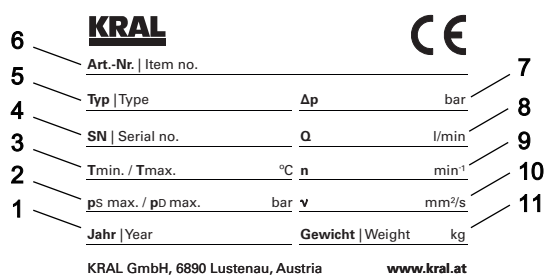 KRAL CE
6 Art.-Nr. | Item no.
5 Typ | Type Δp bar 7
4 SN | Serial no. Q l/min 8
3 Tmin. / Tmax. °C n min⁻¹ 9
2 pS max. / pD max. bar ν mm²/s 10
1 Jahr | Year Gewicht | Weight kg 11
KRAL GmbH, 6890 Lustenau, Austria www.kral.at